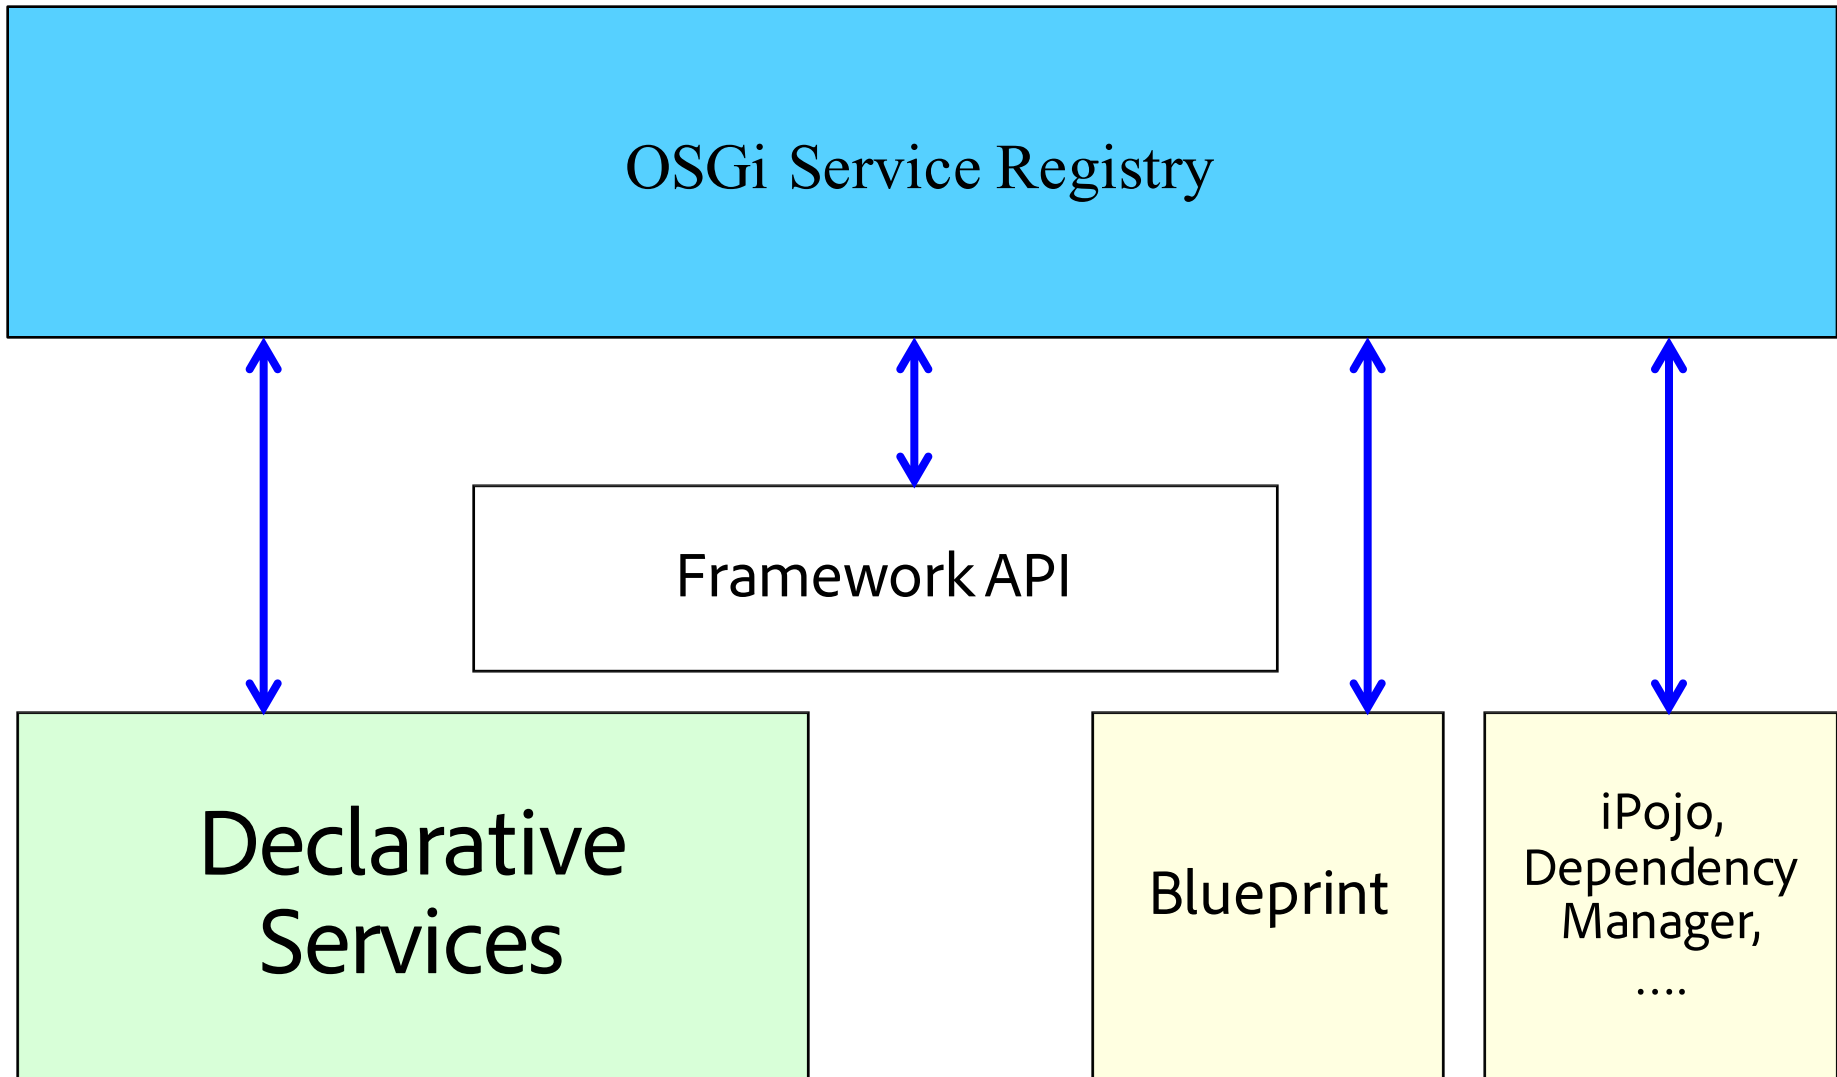 OSGi Service Registry
Framework API
Declarative
Services
Blueprint
iPojo,
Dependency
Manager,
....